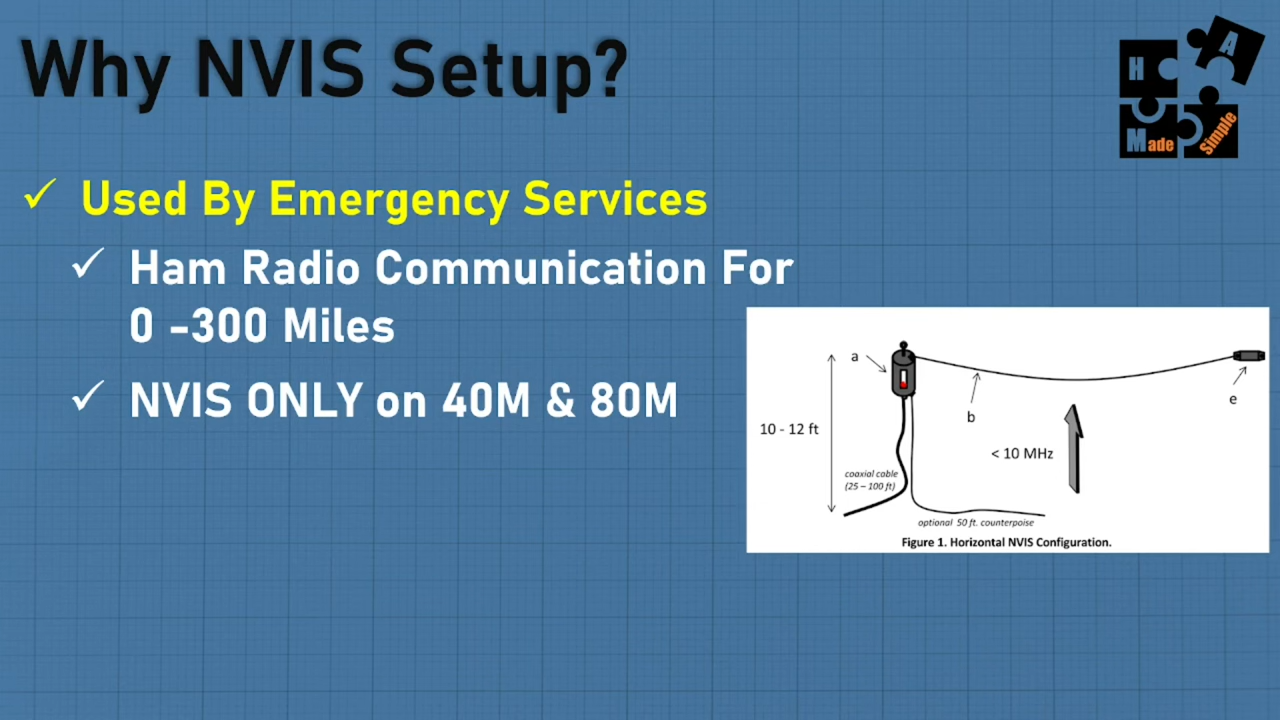 Why NVIS Setup?
H A
Made Simple
✓ Used By Emergency Services
✓ Ham Radio Communication For
0 -300 Miles
✓ NVIS ONLY on 40M & 80M
a
b
e
10 - 12 ft
< 10 MHz
coaxial cable
(25 – 100 ft)
optional 50 ft. counterpoise
Figure 1. Horizontal NVIS Configuration.